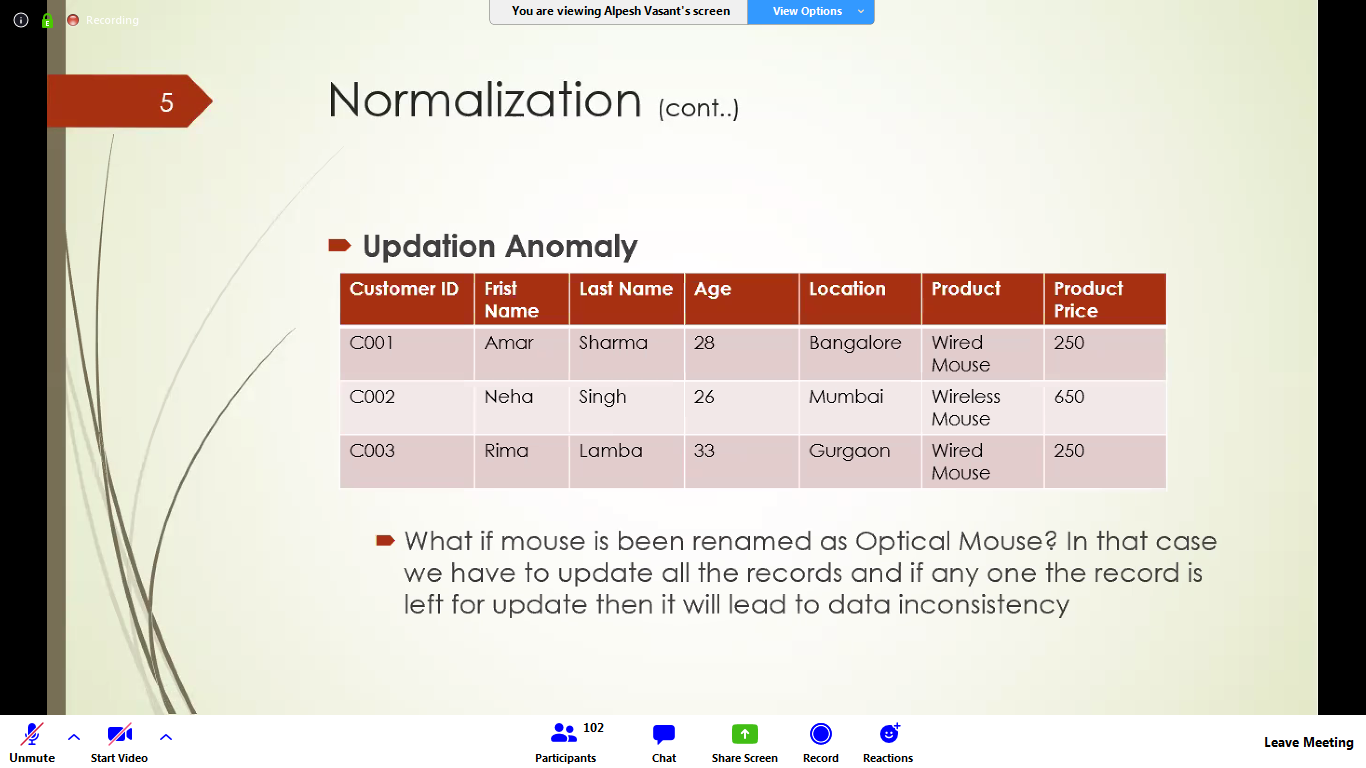 Recording
You are viewing Alpesh Vasant's screen
View Options
5
Normalization (cont..)
Updation Anomaly
Customer ID Frist Name Last Name Age Location Product Product Price
C001 Amar Sharma 28 Bangalore Wired Mouse 250
C002 Neha Singh 26 Mumbai Wireless Mouse 650
C003 Rima Lamba 33 Gurgaon Wired Mouse 250
What if mouse is been renamed as Optical Mouse? In that case
we have to update all the records and if any one the record is
left for update then it will lead to data inconsistency
Unmute
Start Video
102
Participants
Chat
Share Screen
Record
Reactions
Leave Meeting